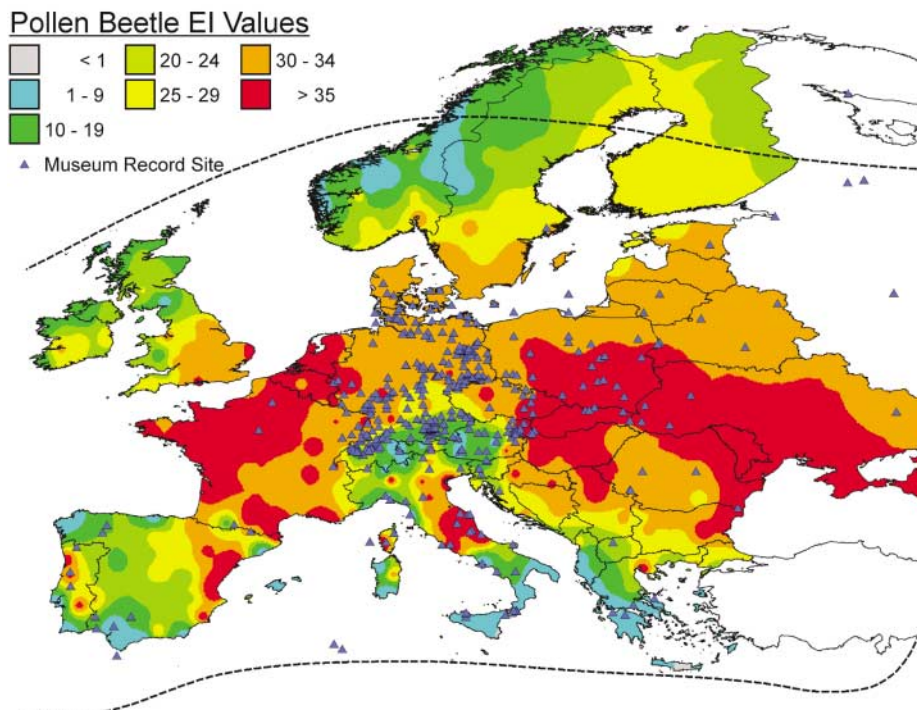 Pollen Beetle EI Values
< 1 20 - 24 30 - 34
1 - 9 25 - 29 > 35
10 - 19
Museum Record Site